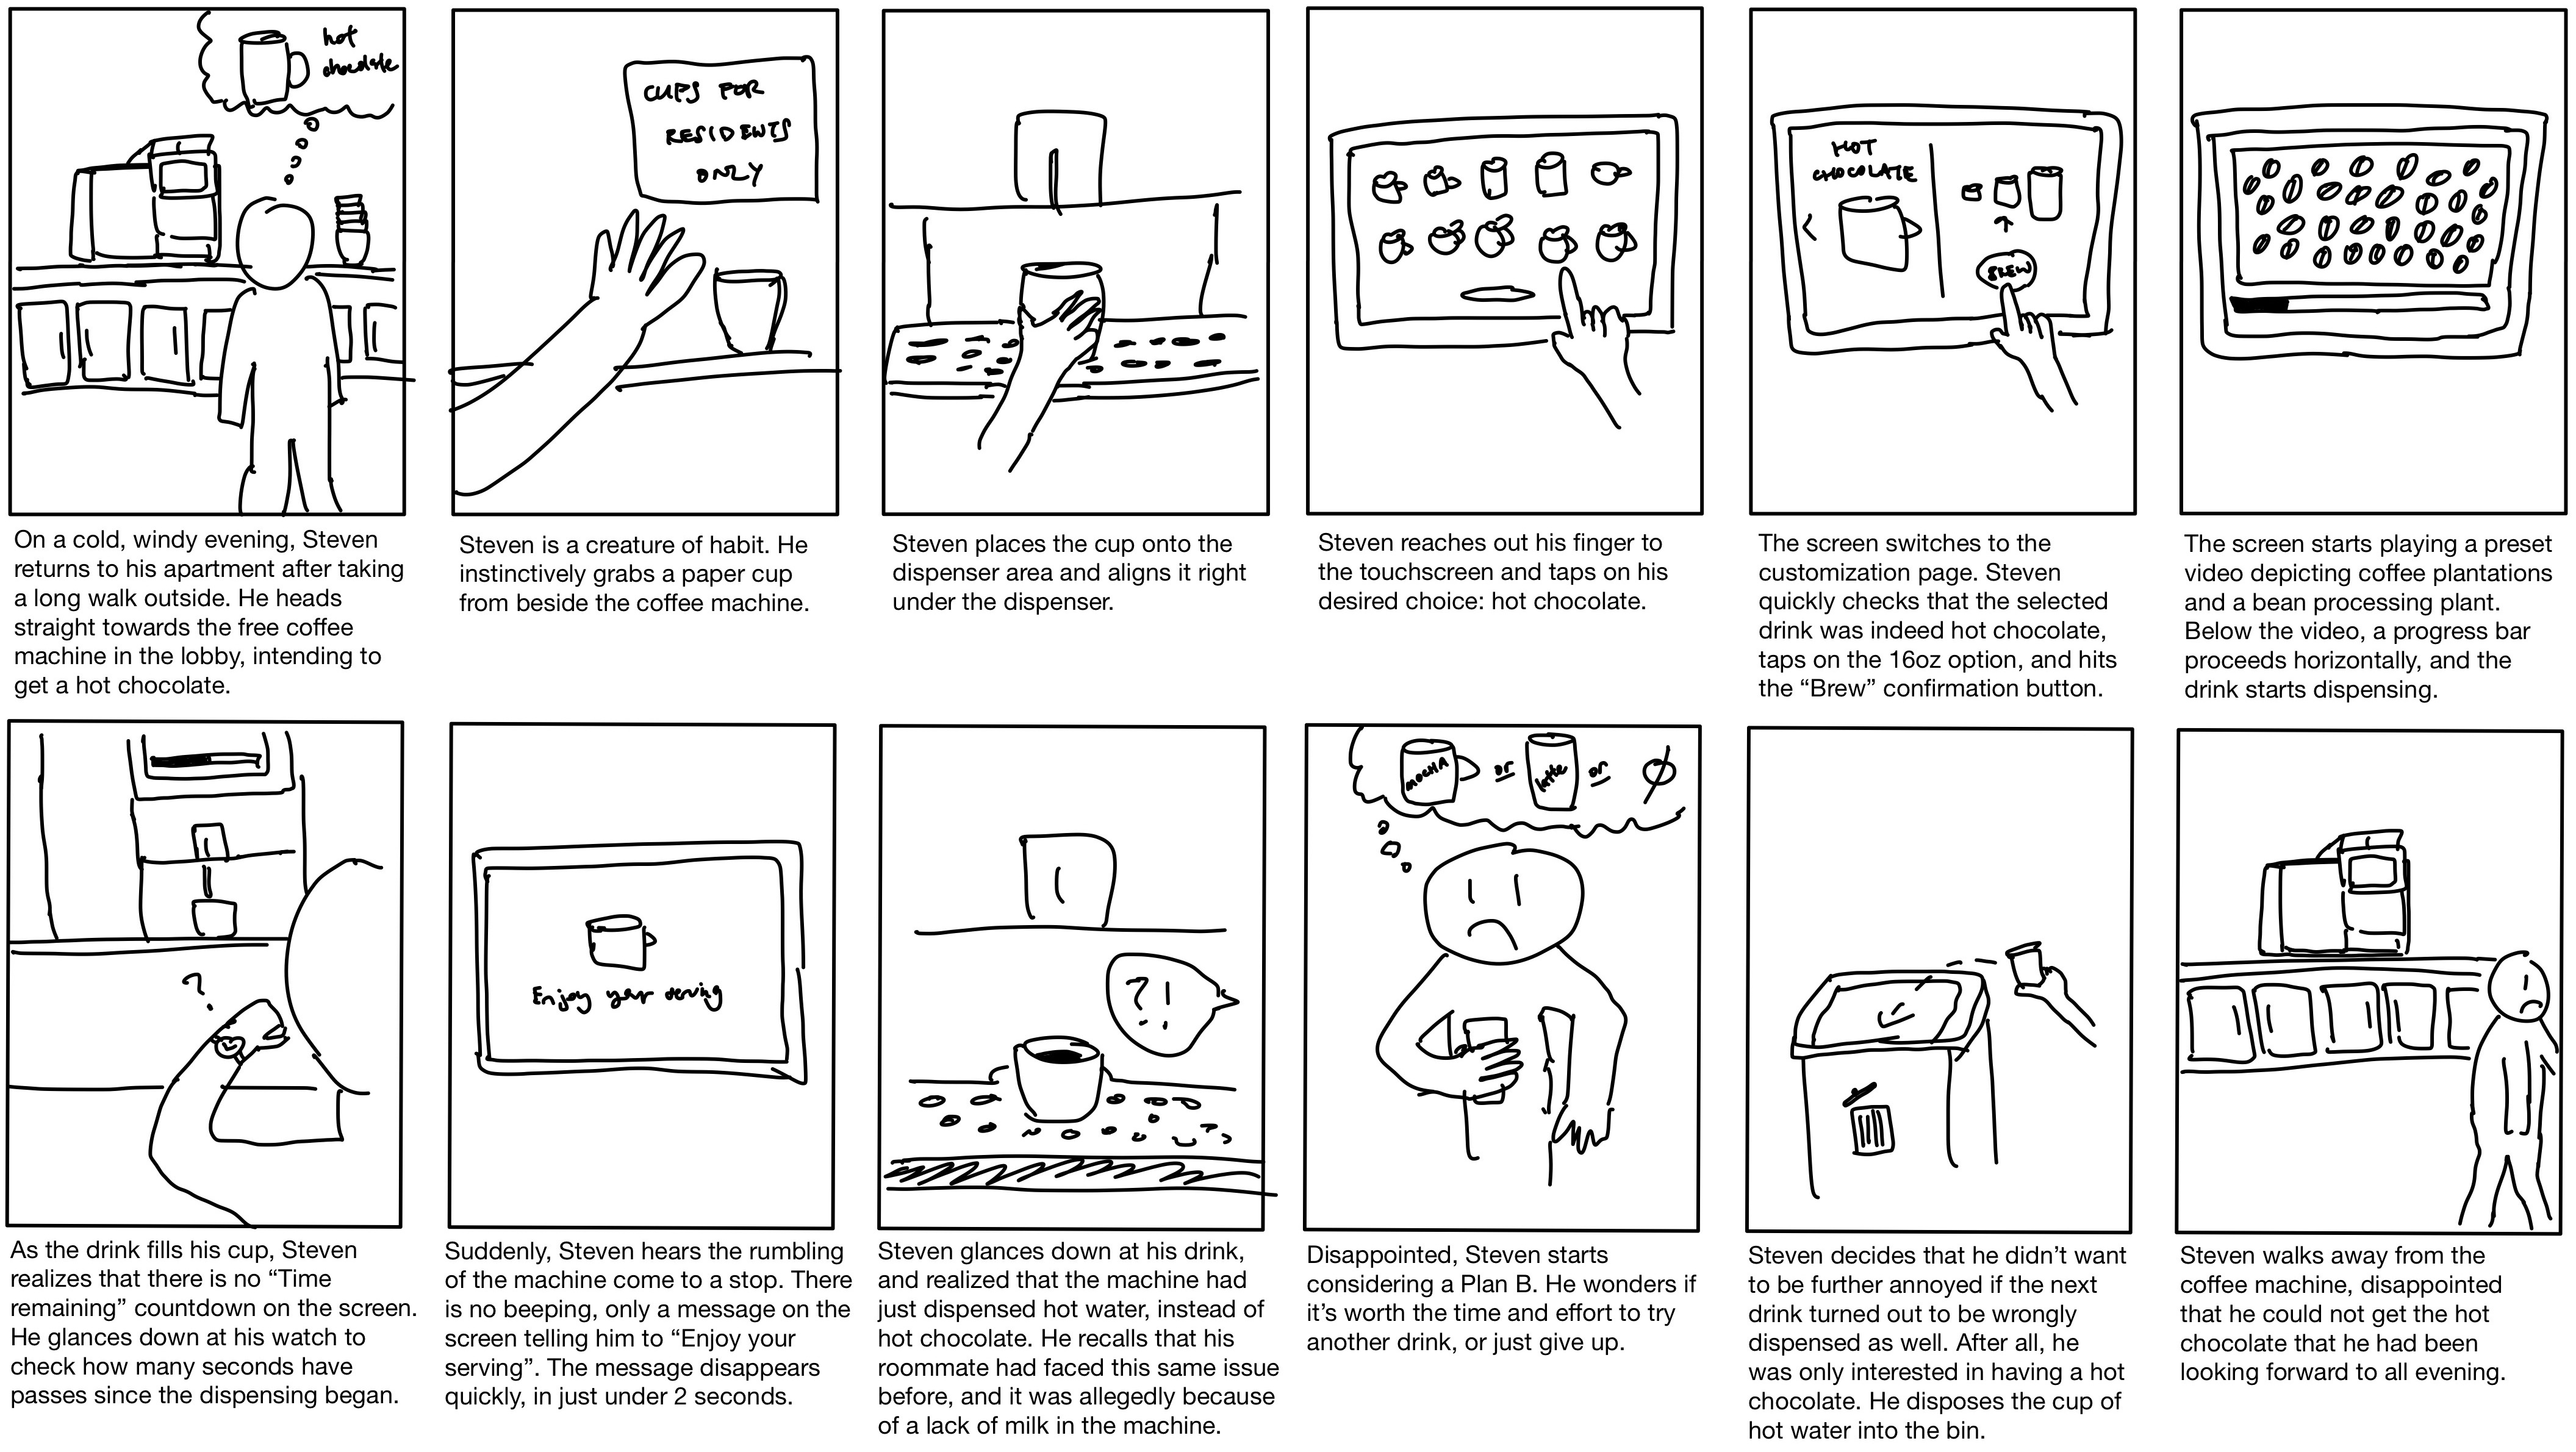 hot
chocolate
CUPS FOR
RESIDENTS
ONLY
HOT
CHOCOLATE
BREW
On a cold, windy evening, Steven
returns to his apartment after taking
a long walk outside. He heads
straight towards the free coffee
machine in the lobby, intending to
get a hot chocolate.
Steven is a creature of habit. He
instinctively grabs a paper cup
from beside the coffee machine.
Steven places the cup onto the
dispenser area and aligns it right
under the dispenser.
Steven reaches out his finger to
the touchscreen and taps on his
desired choice: hot chocolate.
The screen switches to the
customization page. Steven
quickly checks that the selected
drink was indeed hot chocolate,
taps on the 16oz option, and hits
the “Brew” confirmation button.
The screen starts playing a preset
video depicting coffee plantations
and a bean processing plant.
Below the video, a progress bar
proceeds horizontally, and the
drink starts dispensing.
?
Enjoy your serving
?!
MOCHA or latte or
As the drink fills his cup, Steven
realizes that there is no “Time
remaining” countdown on the screen.
He glances down at his watch to
check how many seconds have
passes since the dispensing began.
Suddenly, Steven hears the rumbling
of the machine come to a stop. There
is no beeping, only a message on the
screen telling him to “Enjoy your
serving”. The message disappears
quickly, in just under 2 seconds.
Steven glances down at his drink,
and realized that the machine had
just dispensed hot water, instead of
hot chocolate. He recalls that his
roommate had faced this same issue
before, and it was allegedly because
of a lack of milk in the machine.
Disappointed, Steven starts
considering a Plan B. He wonders if
it’s worth the time and effort to try
another drink, or just give up.
Steven decides that he didn’t want
to be further annoyed if the next
drink turned out to be wrongly
dispensed as well. After all, he
was only interested in having a hot
chocolate. He disposes the cup of
hot water into the bin.
Steven walks away from the
coffee machine, disappointed
that he could not get the hot
chocolate that he had been
looking forward to all evening.